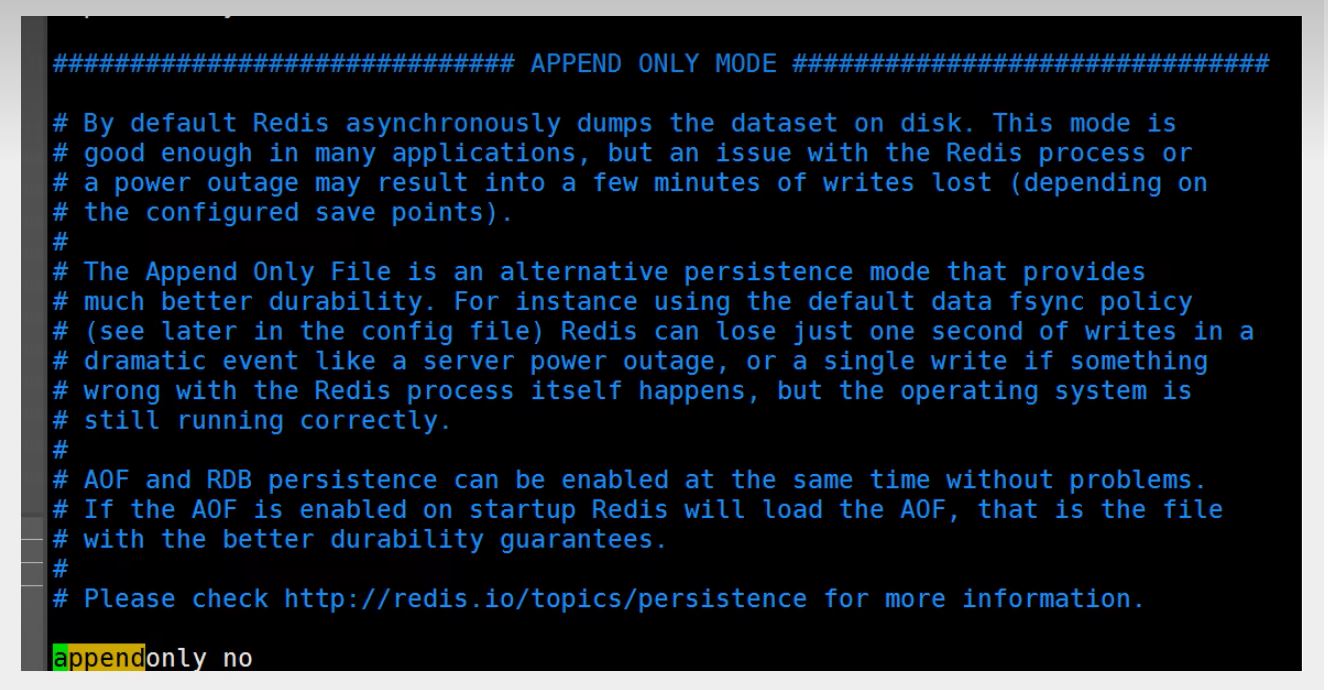 ############################## APPEND ONLY MODE ###############################
# By default Redis asynchronously dumps the dataset on disk. This mode is
# good enough in many applications, but an issue with the Redis process or
# a power outage may result into a few minutes of writes lost (depending on
# the configured save points).
#
# The Append Only File is an alternative persistence mode that provides
# much better durability. For instance using the default data fsync policy
# (see later in the config file) Redis can lose just one second of writes in a
# dramatic event like a server power outage, or a single write if something
# wrong with the Redis process itself happens, but the operating system is
# still running correctly.
#
# AOF and RDB persistence can be enabled at the same time without problems.
# If the AOF is enabled on startup Redis will load the AOF, that is the file
# with the better durability guarantees.
#
# Please check http://redis.io/topics/persistence for more information.
appendonly no